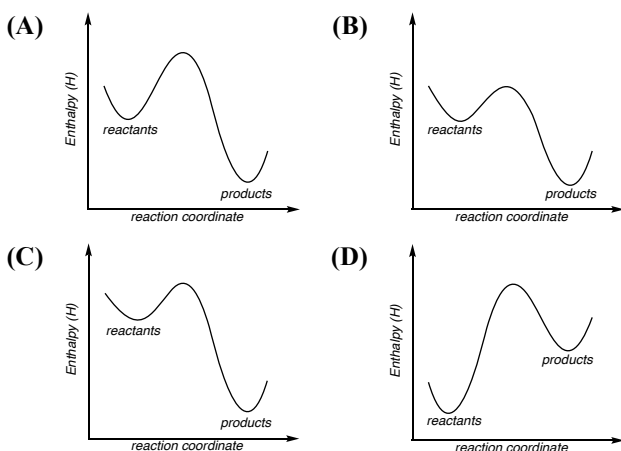 (A)
Enthalpy (H)
reactants
products
reaction coordinate
(B)
Enthalpy (H)
reactants
products
reaction coordinate
(C)
Enthalpy (H)
reactants
products
reaction coordinate
(D)
Enthalpy (H)
products
reactants
reaction coordinate